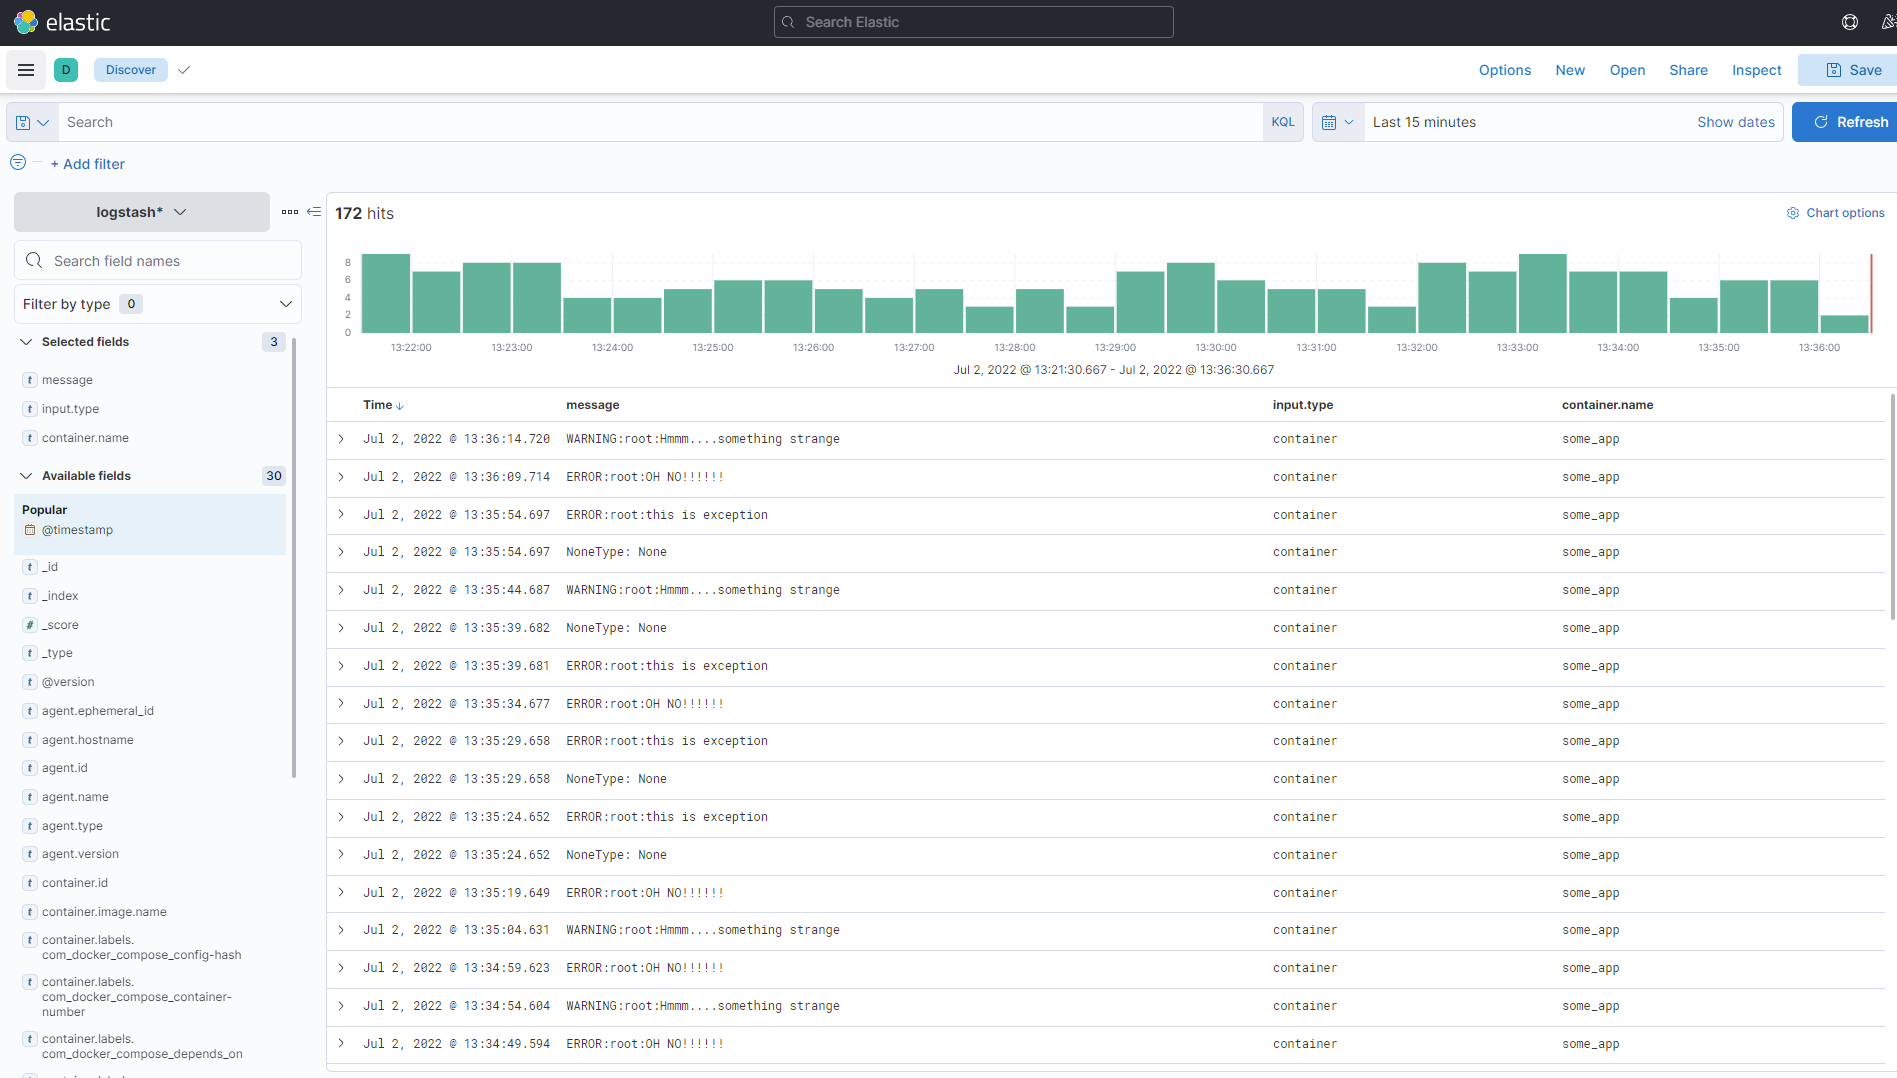 elastic
Search Elastic
D
Discover
Options New Open Share Inspect Save
Search
KQL
Last 15 minutes
Show dates
Refresh
+ Add filter
logstash*
Search field names
Filter by type 0
Selected fields 3
t message
t input.type
t container.name
Available fields 30
Popular
@timestamp
t _id
t _index
# _score
t _type
t @version
t agent.ephemeral_id
t agent.hostname
t agent.id
t agent.name
t agent.type
t agent.version
t container.id
t container.image.name
t container.labels.
com_docker_compose_config-hash
t container.labels.
com_docker_compose_container-
number
t container.labels.
com_docker_compose_depends_on
172 hits
Chart options
8
6
4
2
0
13:22:00 13:23:00 13:24:00 13:25:00 13:26:00 13:27:00 13:28:00 13:29:00 13:30:00 13:31:00 13:32:00 13:33:00 13:34:00 13:35:00 13:36:00
Jul 2, 2022 @ 13:21:30.667 - Jul 2, 2022 @ 13:36:30.667
Time message input.type container.name
Jul 2, 2022 @ 13:36:14.720 WARNING:root:Hmmm....something strange container some_app
Jul 2, 2022 @ 13:36:09.714 ERROR:root:OH NO!!!!!! container some_app
Jul 2, 2022 @ 13:35:54.697 ERROR:root:this is exception container some_app
Jul 2, 2022 @ 13:35:54.697 NoneType: None container some_app
Jul 2, 2022 @ 13:35:44.687 WARNING:root:Hmmm....something strange container some_app
Jul 2, 2022 @ 13:35:39.682 NoneType: None container some_app
Jul 2, 2022 @ 13:35:39.681 ERROR:root:this is exception container some_app
Jul 2, 2022 @ 13:35:34.677 ERROR:root:OH NO!!!!!! container some_app
Jul 2, 2022 @ 13:35:29.658 ERROR:root:this is exception container some_app
Jul 2, 2022 @ 13:35:29.658 NoneType: None container some_app
Jul 2, 2022 @ 13:35:24.652 ERROR:root:this is exception container some_app
Jul 2, 2022 @ 13:35:24.652 NoneType: None container some_app
Jul 2, 2022 @ 13:35:19.649 ERROR:root:OH NO!!!!!! container some_app
Jul 2, 2022 @ 13:35:04.631 WARNING:root:Hmmm....something strange container some_app
Jul 2, 2022 @ 13:34:59.623 ERROR:root:OH NO!!!!!! container some_app
Jul 2, 2022 @ 13:34:54.604 WARNING:root:Hmmm....something strange container some_app
Jul 2, 2022 @ 13:34:49.594 ERROR:root:OH NO!!!!!! container some_app